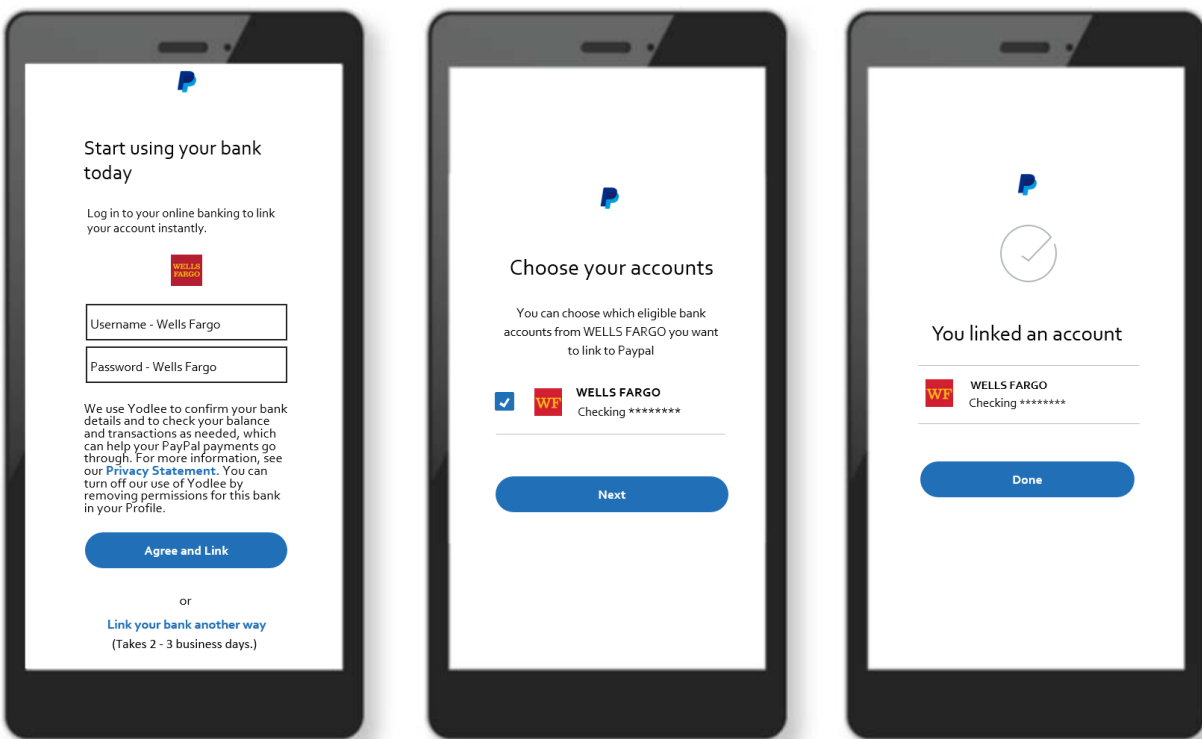 Start using your bank
today
Log in to your online banking to link
your account instantly.
WELLS
FARGO
Username - Wells Fargo
Password - Wells Fargo
We use Yodlee to confirm your bank
details and to check your balance
and transactions as needed, which
can help your PayPal payments go
through. For more information, see
our Privacy Statement. You can
turn off our use of Yodlee by
removing permissions for this bank
in your Profile.
Agree and Link
or
Link your bank another way
(Takes 2 - 3 business days.)
Choose your accounts
You can choose which eligible bank
accounts from WELLS FARGO you want
to link to Paypal
WF
WELLS FARGO
Checking ********
Next
You linked an account
WF
WELLS FARGO
Checking ********
Done